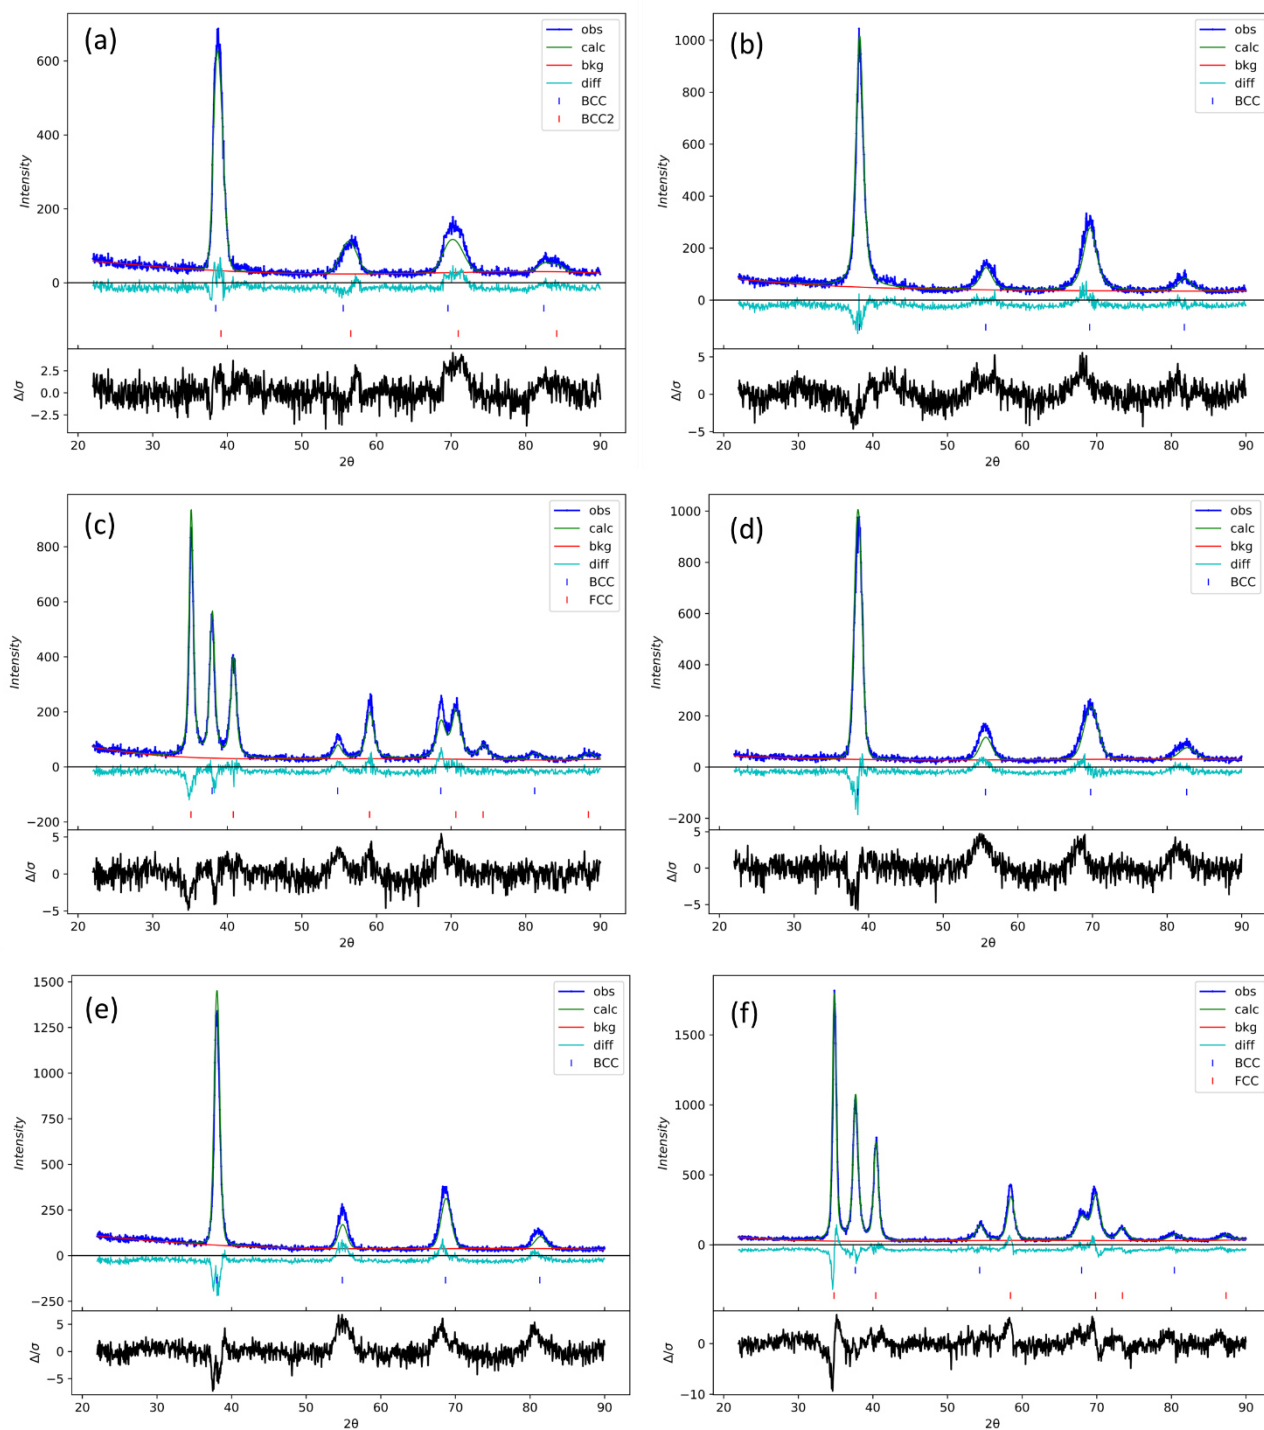 (a)
obs
calc
bkg
diff
BCC
BCC2
600
400
200
0
Intensity
2.5
0.0
−2.5
Δ/σ
20 30 40 50 60 70 80 90
2θ
(b)
obs
calc
bkg
diff
BCC
1000
800
600
400
200
0
Intensity
5
0
−5
Δ/σ
20 30 40 50 60 70 80 90
2θ
(c)
obs
calc
bkg
diff
BCC
FCC
800
600
400
200
0
−200
Intensity
5
0
−5
Δ/σ
20 30 40 50 60 70 80 90
2θ
(d)
obs
calc
bkg
diff
BCC
1000
800
600
400
200
0
−200
Intensity
5
0
−5
Δ/σ
20 30 40 50 60 70 80 90
2θ
(e)
obs
calc
bkg
diff
BCC
1500
1250
1000
750
500
250
0
−250
Intensity
5
0
−5
Δ/σ
20 30 40 50 60 70 80 90
2θ
(f)
obs
calc
bkg
diff
BCC
FCC
1500
1000
500
0
Intensity
0
−10
Δ/σ
20 30 40 50 60 70 80 90
2θ